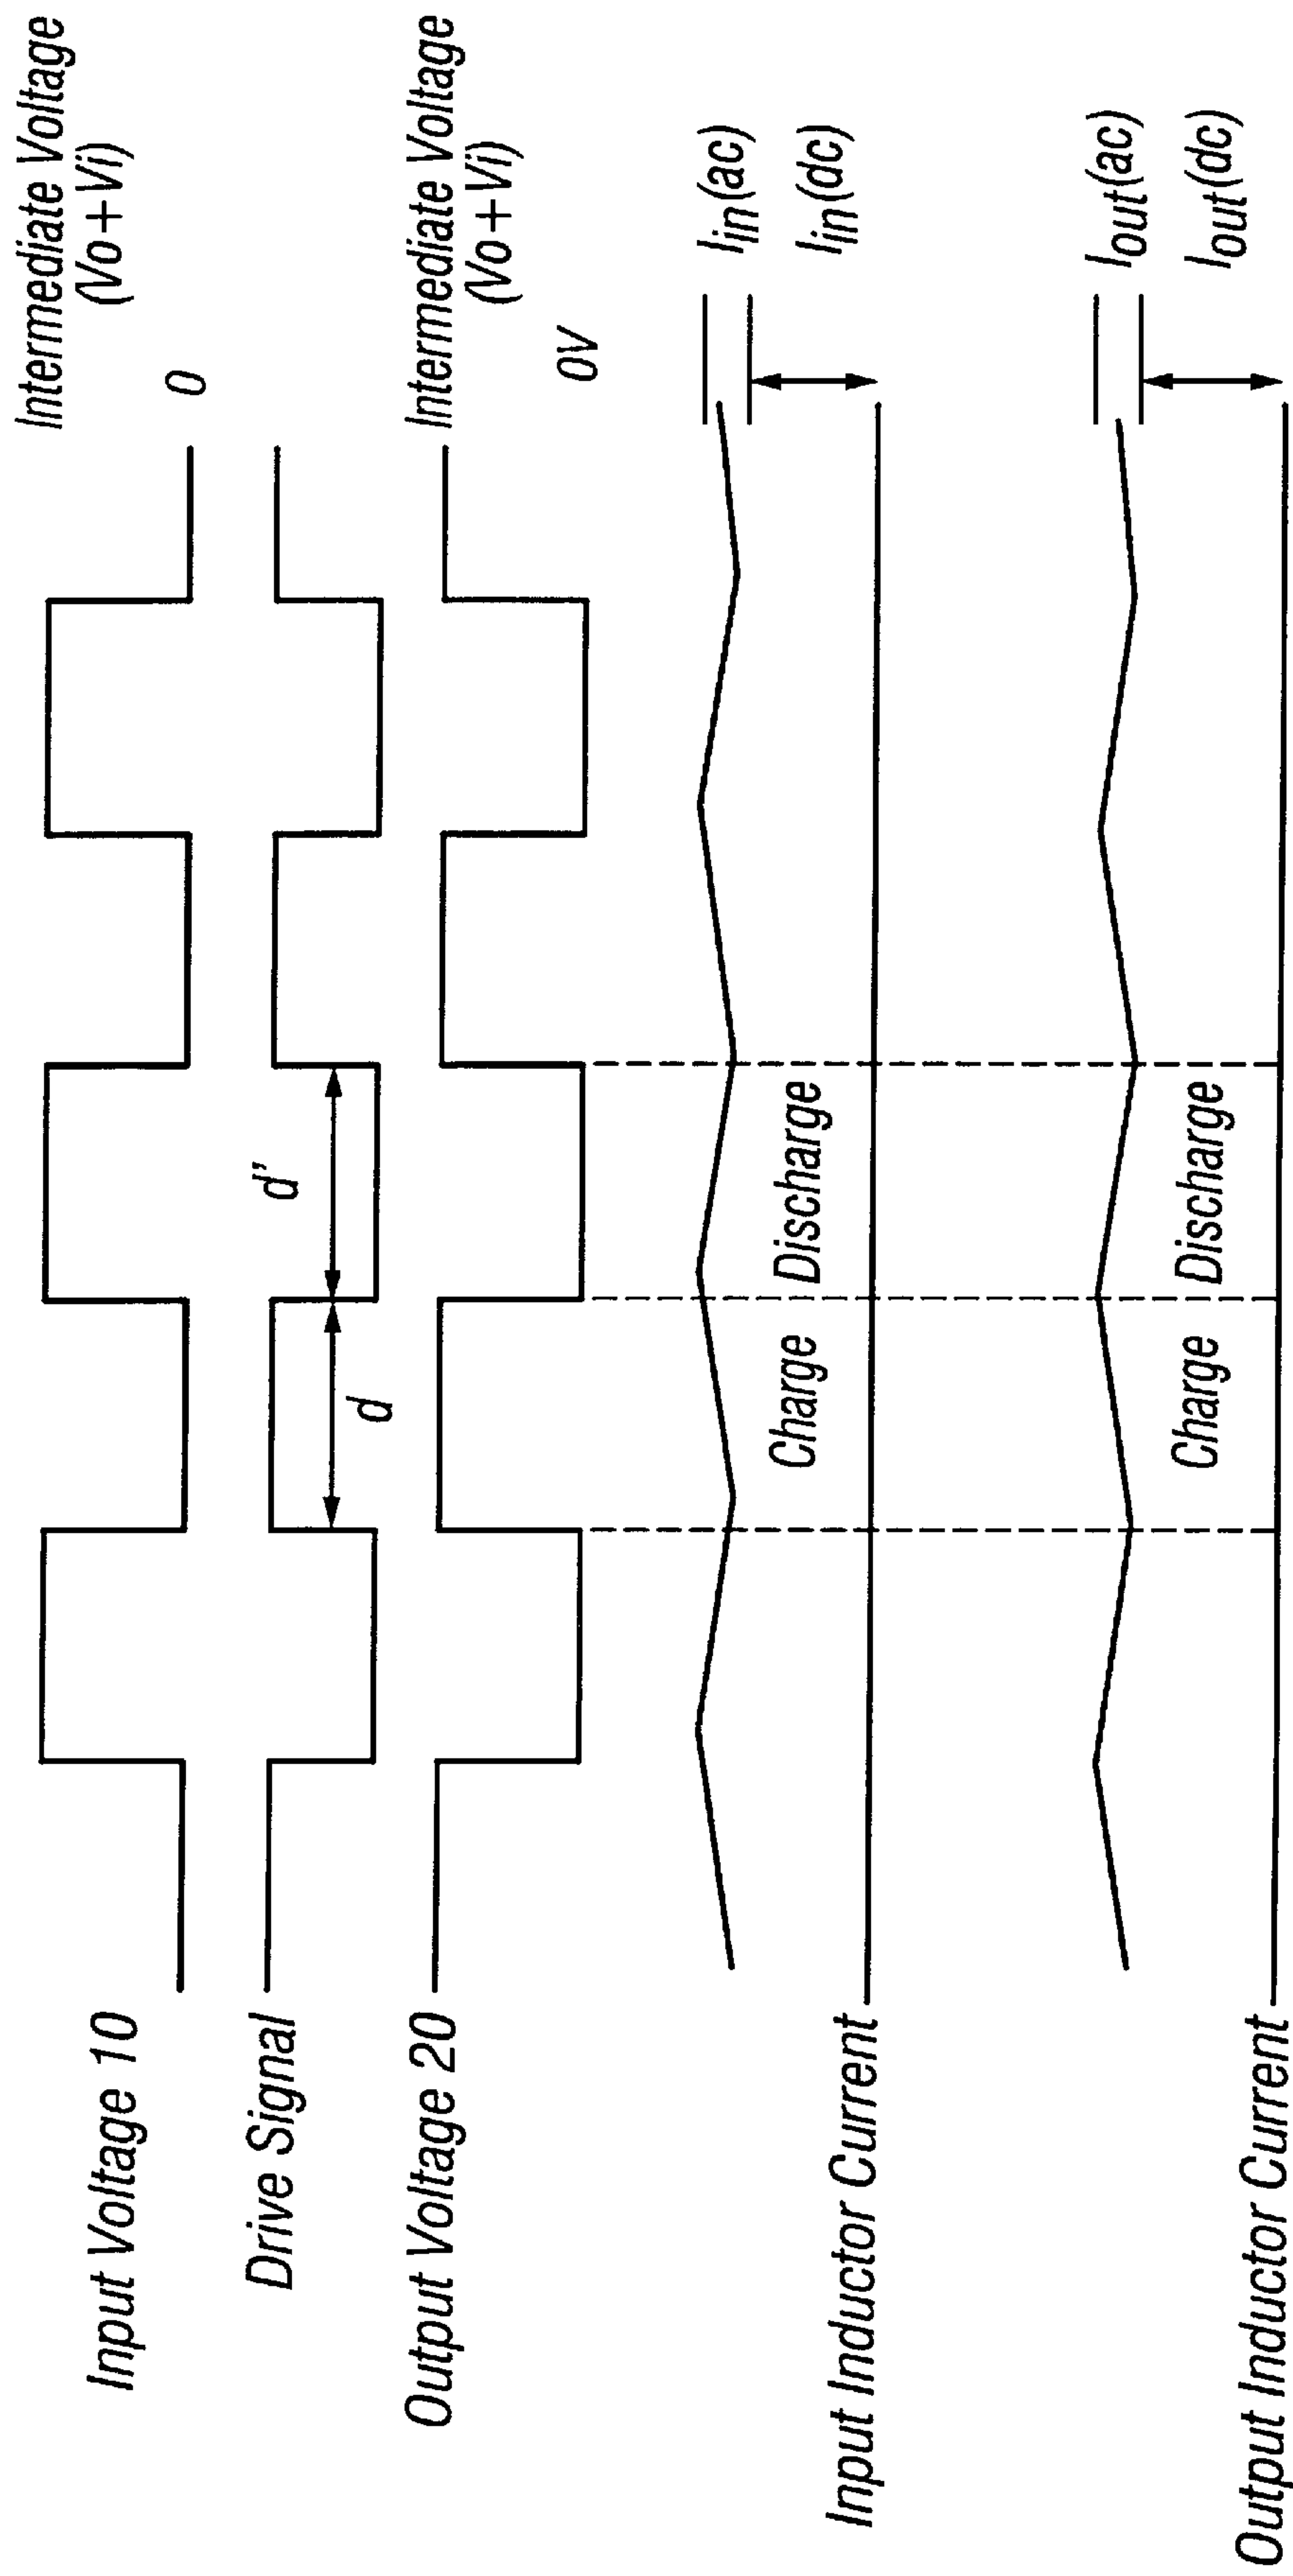 Intermediate Voltage
(Vo+Vi)
0
Input Voltage 10
Drive Signal
d
d'
Intermediate Voltage
(Vo+Vi)
0V
Output Voltage 20
Iin(ac)
Iin(dc)
Charge
Discharge
Input Inductor Current
Iout(ac)
Iout(dc)
Charge
Discharge
Output Inductor Current